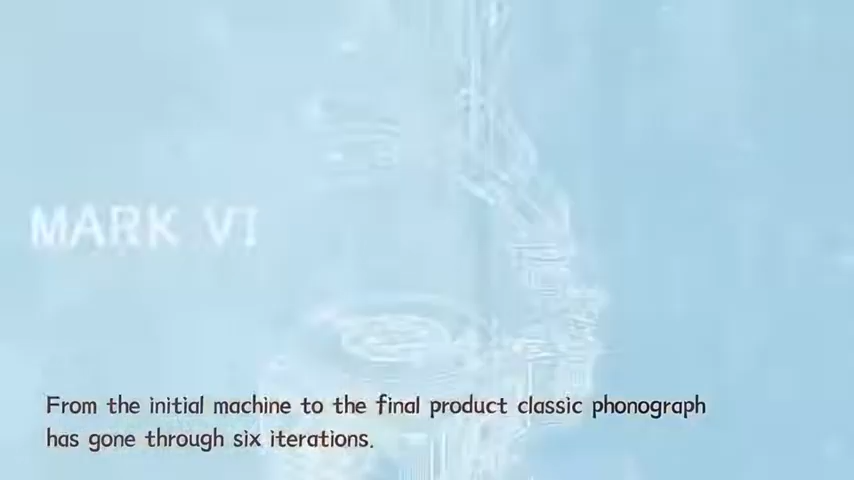 MARK VI
From the initial machine to the final product classic phonograph
has gone through six iterations.